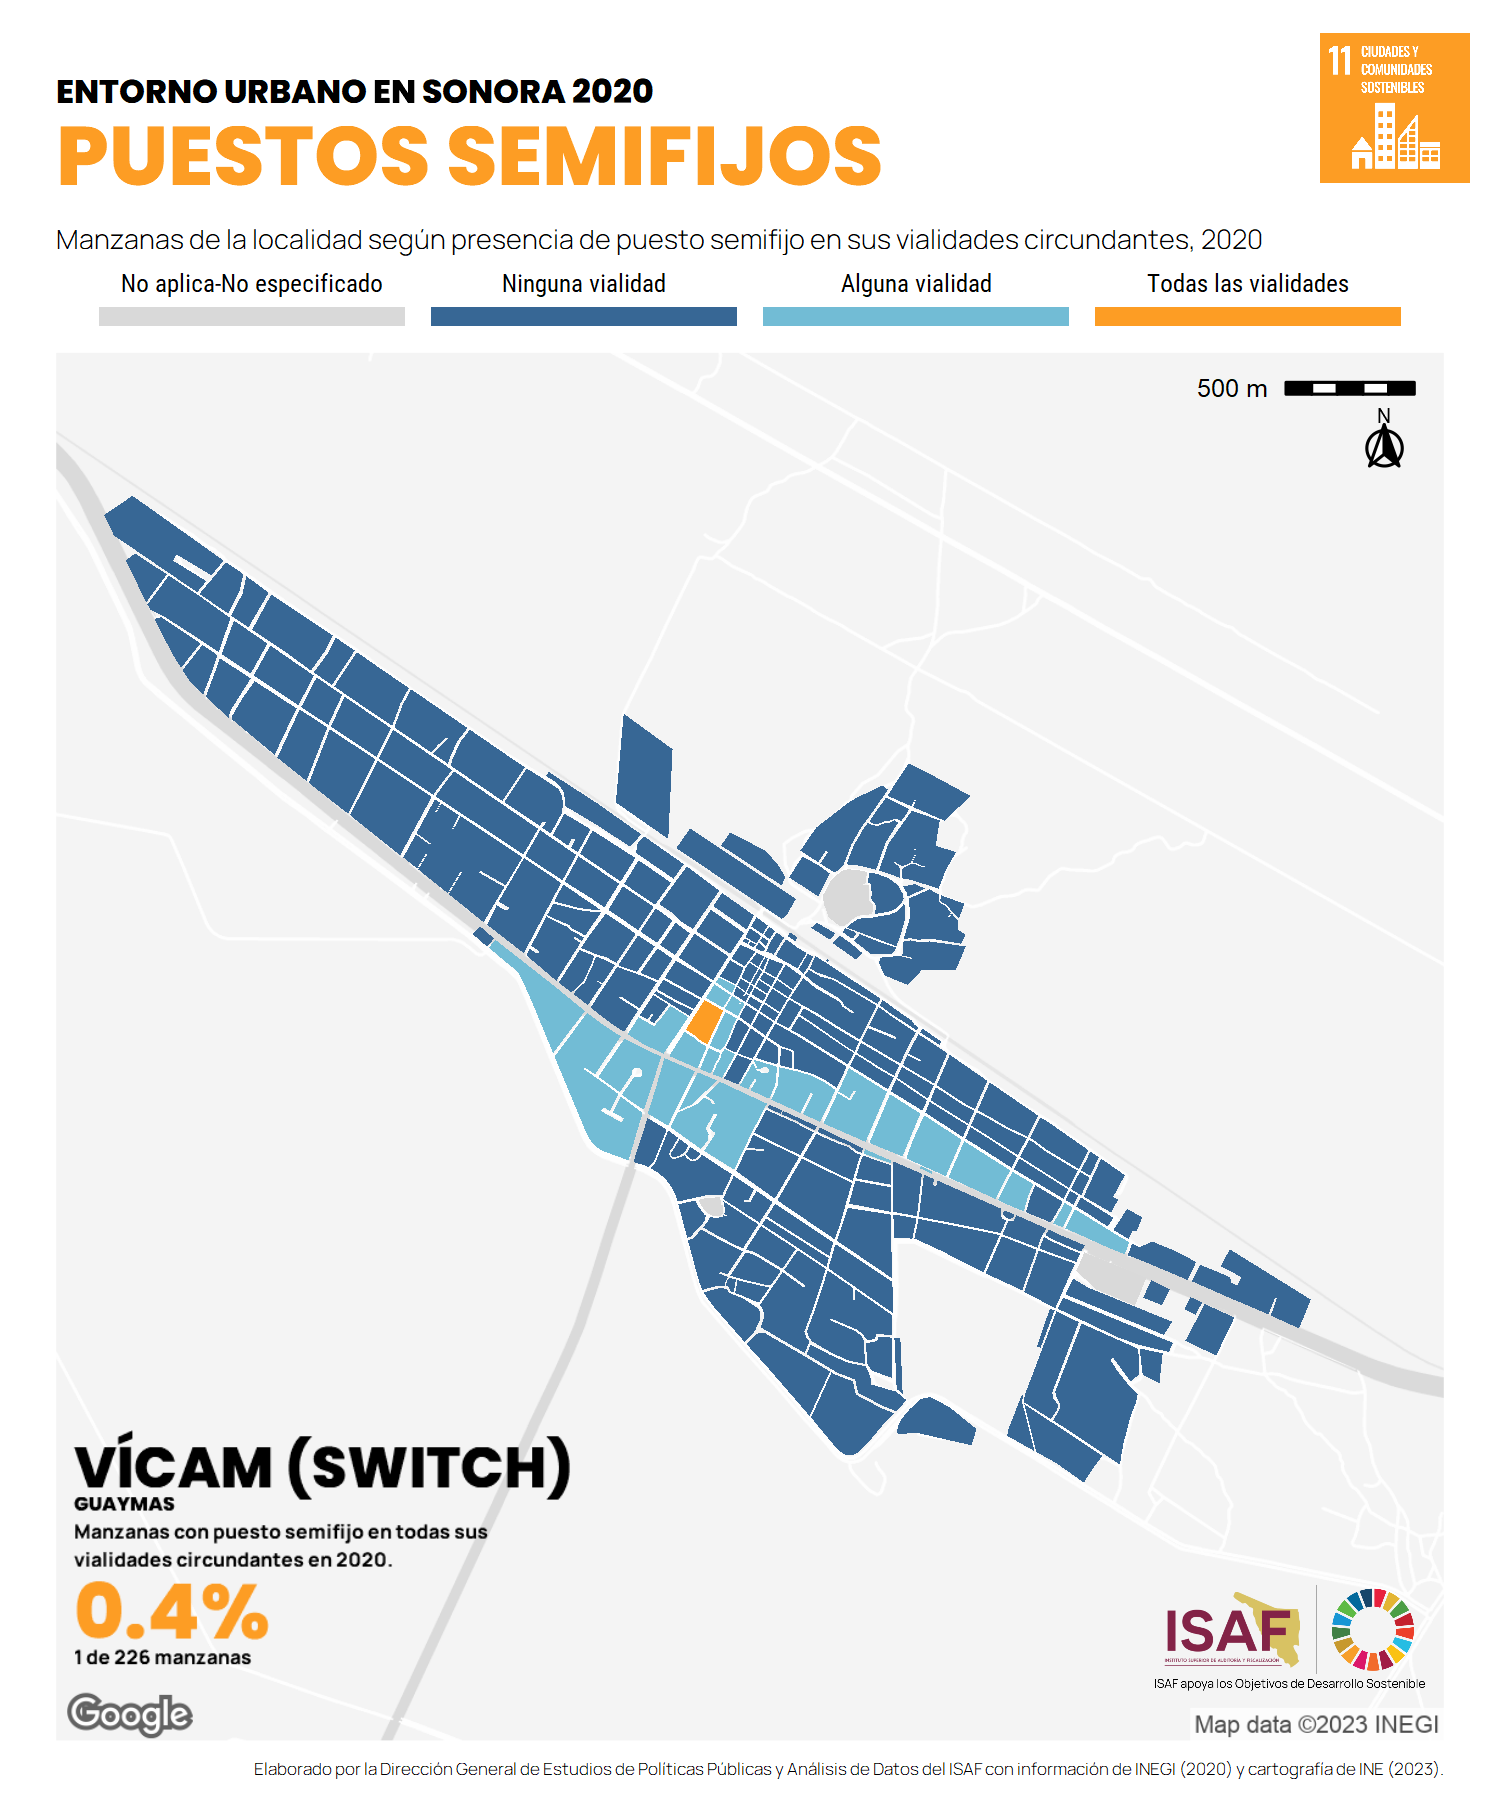 ENTORNO URBANO EN SONORA 2020
PUESTOS SEMIFIJOS
11 CIUDADES Y
COMUNIDADES
SOSTENIBLES
Manzanas de la localidad según presencia de puesto semifijo en sus vialidades circundantes, 2020
No aplica-No especificado
Ninguna vialidad
Alguna vialidad
Todas las vialidades
500 m
N
VÍCAM (SWITCH)
GUAYMAS
Manzanas con puesto semifijo en todas sus
vialidades circundantes en 2020.
0.4%
1 de 226 manzanas
Google
ISAF
INSTITUTO SUPERIOR DE AUDITORÍA Y FISCALIZACIÓN
ISAF apoya los Objetivos de Desarrollo Sostenible
Map data ©2023 INEGI
Elaborado por la Dirección General de Estudios de Políticas Públicas y Análisis de Datos del ISAF con información de INEGI (2020) y cartografía de INE (2023).